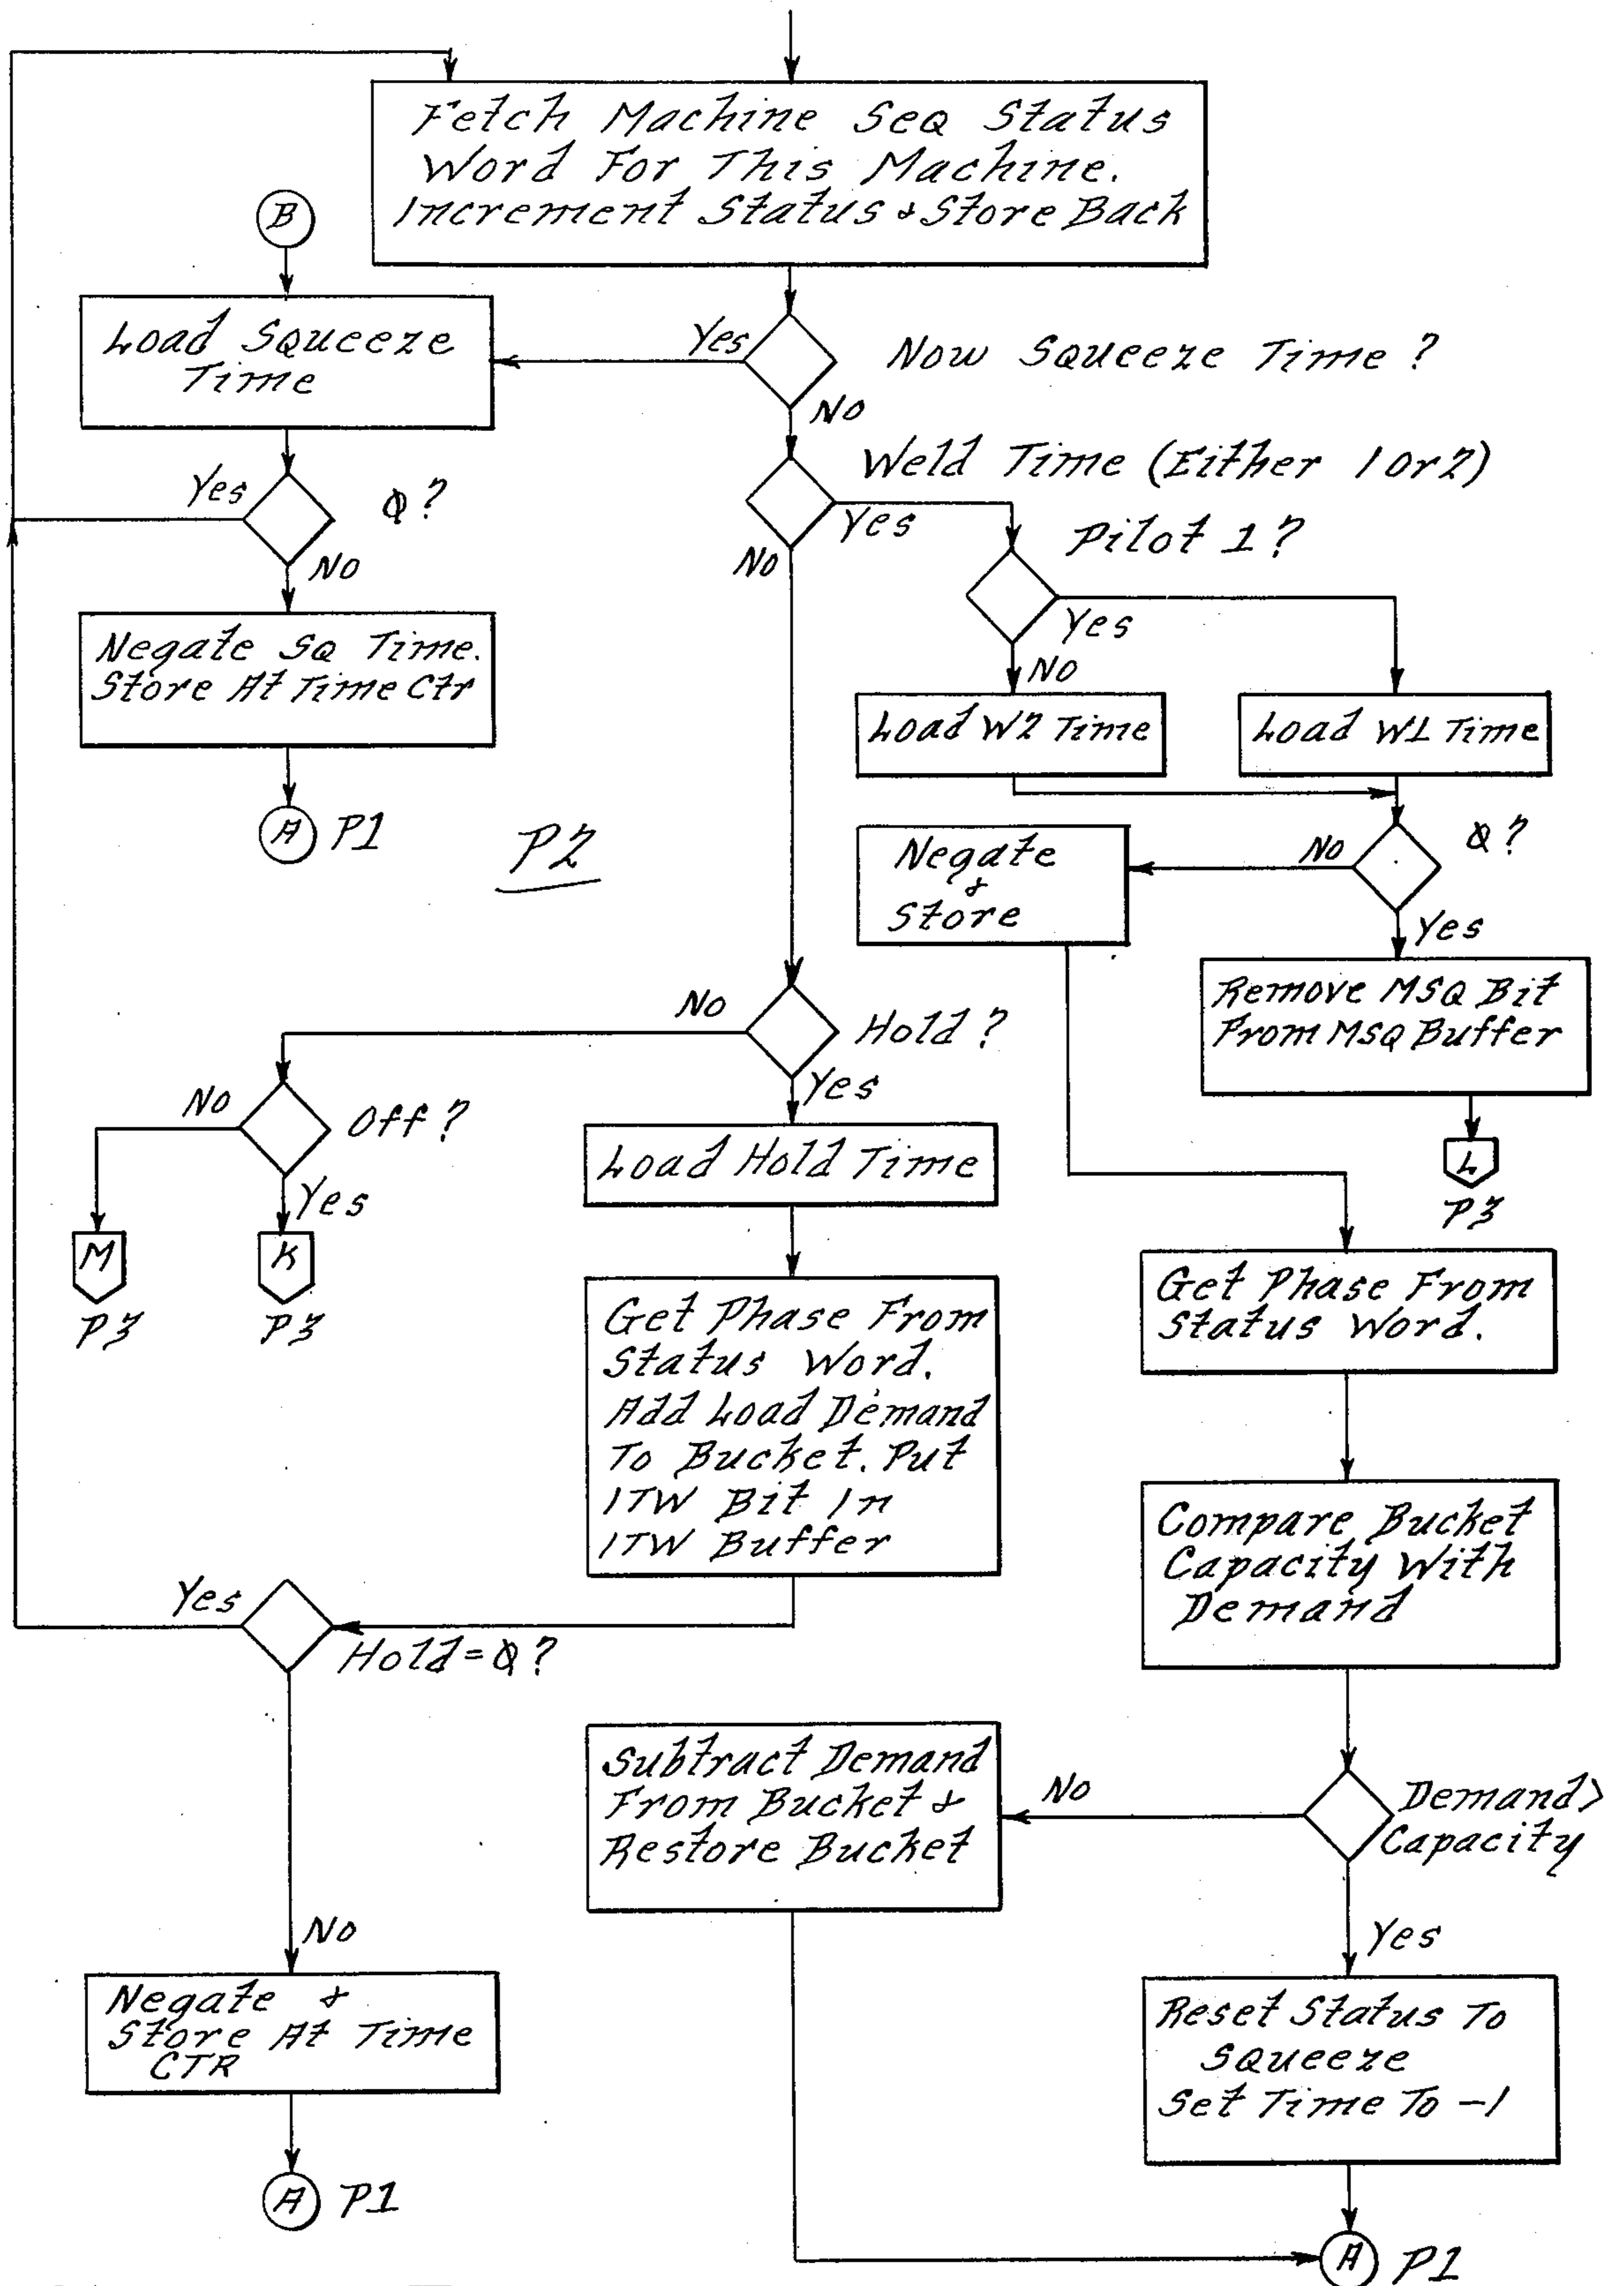 Fetch Machine Seq Status
Word For This Machine.
Increment Status & Store Back
B
Load Squeeze
Time
Yes
Now Squeeze Time?
No
Weld Time (Either 1 Or 2)
Yes
Ø?
Yes
No
Pilot 1?
No
Yes
No
Negate SQ Time.
Store At Time Ctr
Load W2 Time
Load W1 Time
A P1
P2
Negate
&
Store
No
Ø?
Yes
Remove MSQ Bit
From MSQ Buffer
No
Hold?
Yes
No
Off?
Yes
Load Hold Time
L
P3
M
K
P3
P3
Get Phase From
Status Word.
Add Load Demand
To Bucket. Put
ITW Bit In
ITW Buffer
Get Phase From
Status Word.
Compare Bucket
Capacity With
Demand
Yes
Hold=Ø?
Subtract Demand
From Bucket &
Restore Bucket
No
Demand>
Capacity
No
Yes
Negate &
Store At Time
CTR
Reset Status To
Squeeze
Set Time To -1
A P1
A P1